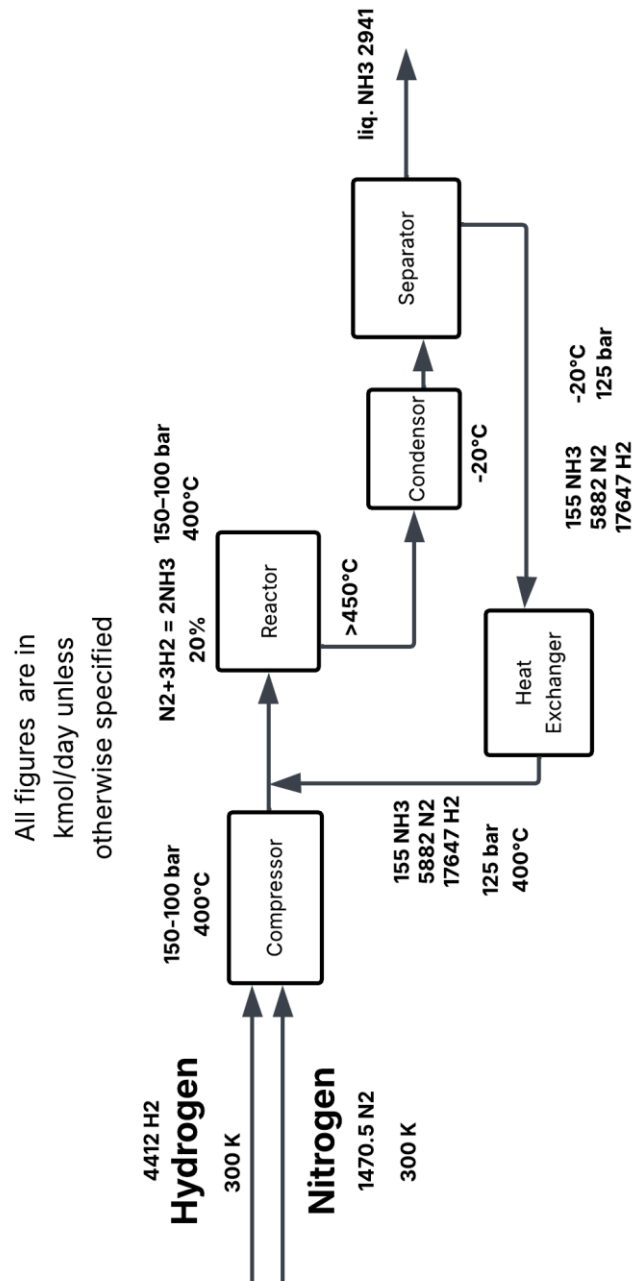 All figures are in
kmol/day unless
otherwise specified
4412 H2
Hydrogen
300 K
Nitrogen
1470.5 N2
300 K
150-100 bar
400°C
Compressor
155 NH3
5882 N2
17647 H2
125 bar
400°C
N2+3H2 = 2NH3
20%
150–100 bar
400°C
Reactor
>450°C
Condensor
-20°C
Separator
liq. NH3 2941
-20°C
125 bar
155 NH3
5882 N2
17647 H2
Heat
Exchanger